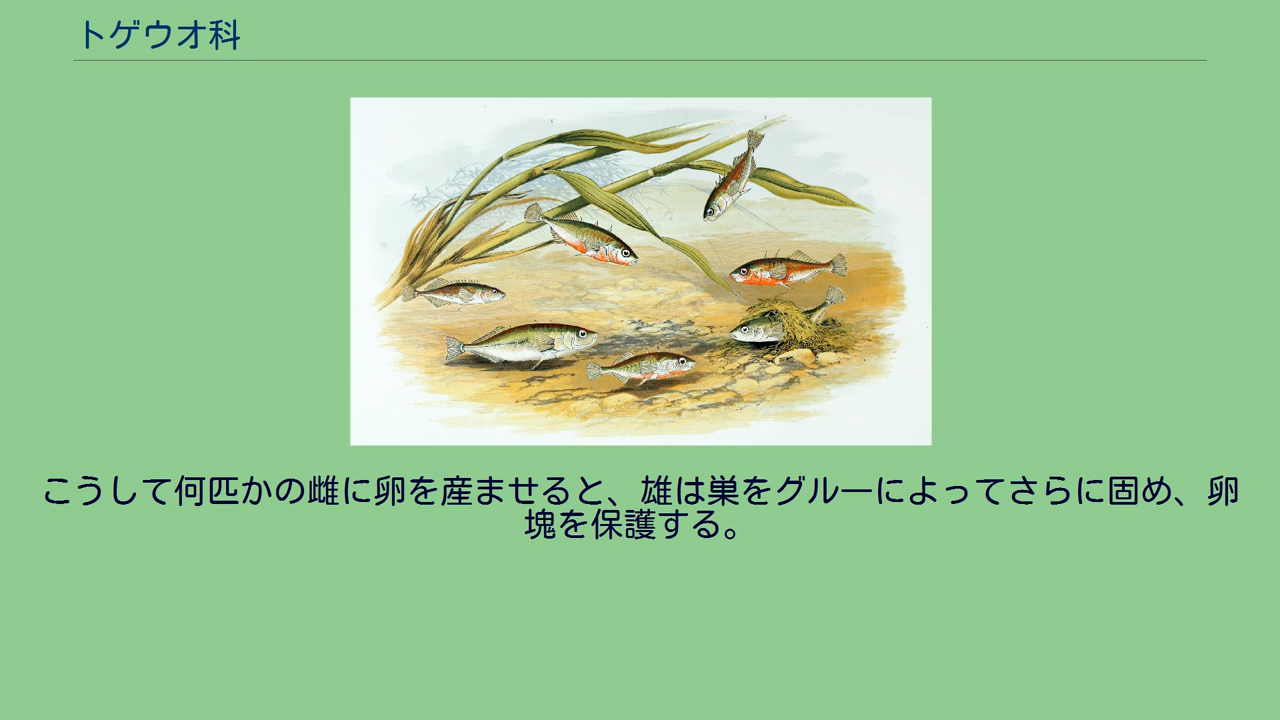 トゲウオ科
こうして何匹かの雌に卵を産ませると、雄は巣をグルーによってさらに固め、卵
塊を保護する。